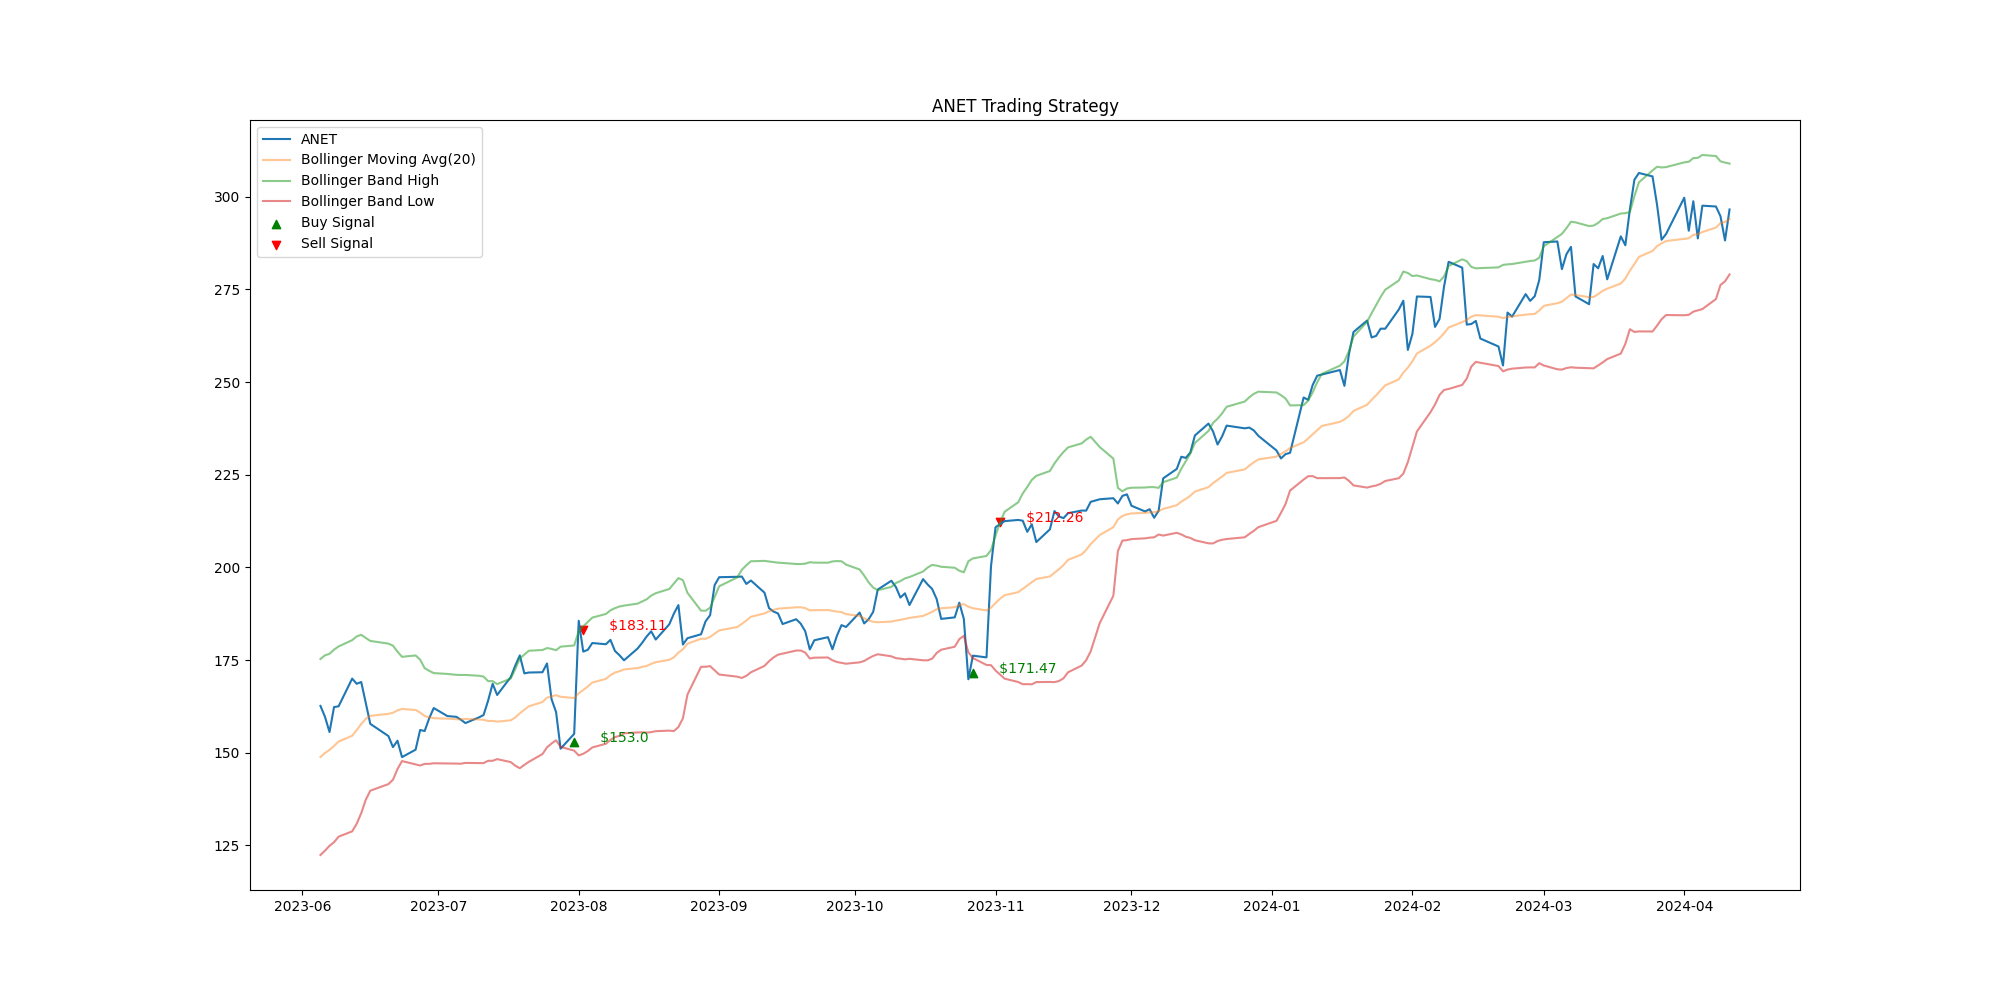 ANET Trading Strategy
ANET
Bollinger Moving Avg(20)
Bollinger Band High
Bollinger Band Low
Buy Signal
Sell Signal
300
275
250
225
200
175
150
125
$212.26
$183.11
$171.47
$153.0
2023-06 2023-07 2023-08 2023-09 2023-10 2023-11 2023-12 2024-01 2024-02 2024-03 2024-04